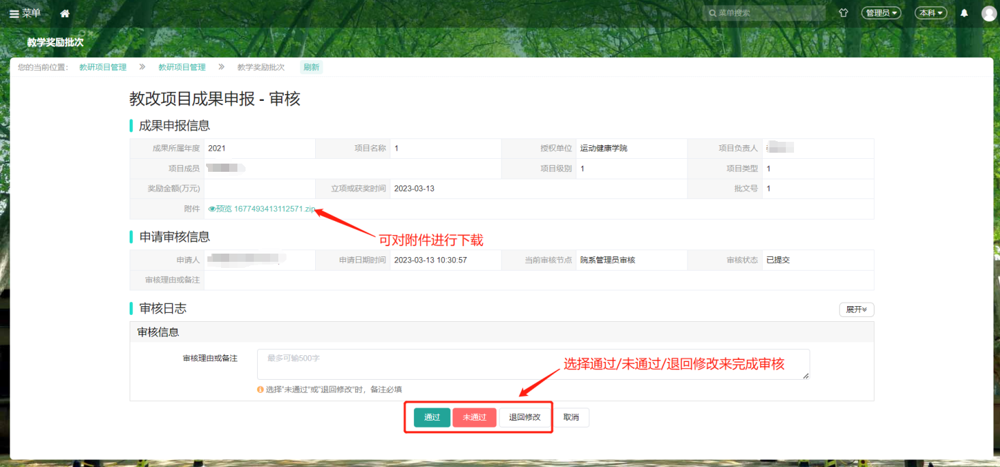 菜单 菜单搜索 管理员 本科
教学奖励批次
您的当前位置： 教研项目管理 教研项目管理 教学奖励批次 刷新
教改项目成果申报 - 审核
成果申报信息
成果所属年度 2021 项目名称 1 授权单位 运动健康学院 项目负责人
项目成员 项目级别 1 项目类型 1
奖励金额(万元) 立项或获奖时间 2023-03-13 批文号 1
附件 预览 1677493413112571.zip
可对附件进行下载
申请审核信息
申请人 申请日期时间 2023-03-13 10:30:57 当前审核节点 院系管理员审核 审核状态 已提交
审核理由或备注
审核日志 展开
审核信息
审核理由或备注 最多可输500字
选择通过/未通过/退回修改来完成审核
选择"未通过"或"退回修改"时，备注必填
通过 未通过 退回修改 取消